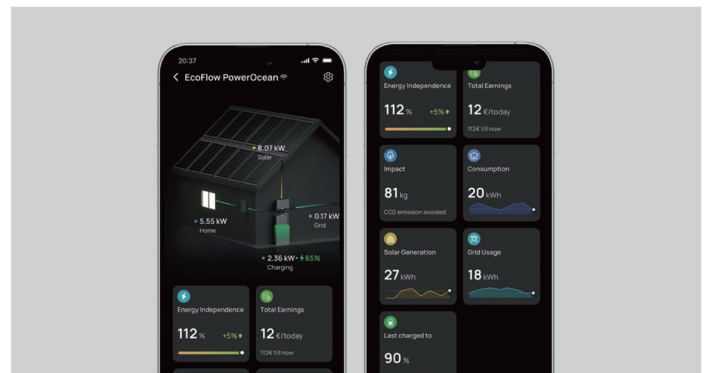 20:37
EcoFlow PowerOcean
8.07 kW
Solar
5.55 kW
Home
0.17 kW
Grid
2.36 kW
65%
Charging
Energy Independence
112 %
+5%
Total Earnings
12 €/today
112€ till now
Energy Independence
112 %
+5%
Total Earnings
12 €/today
112€ till now
Impact
81 kg
CO2 emission avoided
Consumption
20 kWh
Solar Generation
27 kWh
Grid Usage
18 kWh
Last charged to
90 %